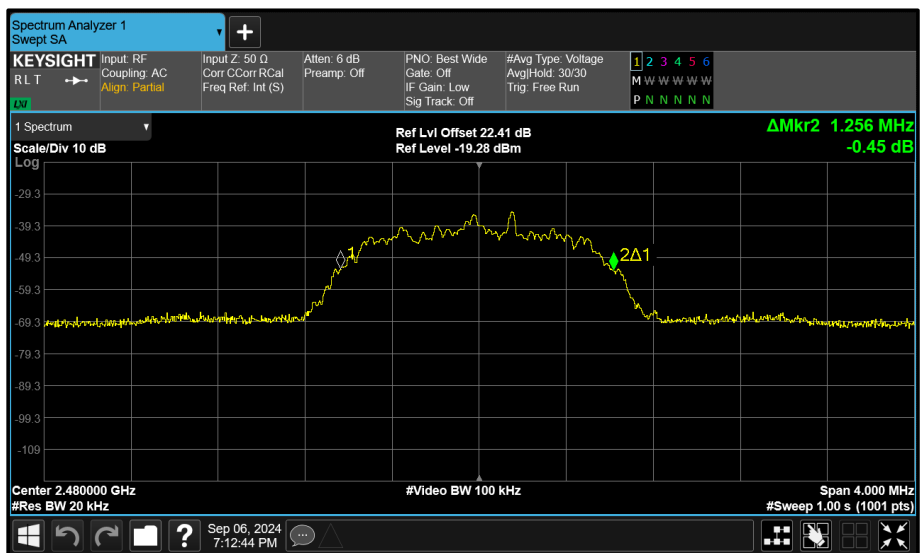 Spectrum Analyzer 1
Swept SA
+
KEYSIGHT
R L T
LXI
Input: RF
Coupling: AC
Align: Partial
Input Z: 50 Ω
Corr CCorr RCal
Freq Ref: Int (S)
Atten: 6 dB
Preamp: Off
PNO: Best Wide
Gate: Off
IF Gain: Low
Sig Track: Off
#Avg Type: Voltage
Avg|Hold: 30/30
Trig: Free Run
1 2 3 4 5 6
M W W W W W
P N N N N N
1 Spectrum
Scale/Div 10 dB
Log
Ref Lvl Offset 22.41 dB
Ref Level -19.28 dBm
ΔMkr2 1.256 MHz
-0.45 dB
-29.3
-39.3
-49.3
-59.3
-69.3
-79.3
-89.3
-99.3
-109
1
2Δ1
Center 2.480000 GHz
#Res BW 20 kHz
#Video BW 100 kHz
Span 4.000 MHz
#Sweep 1.00 s (1001 pts)
?
Sep 06, 2024
7:12:44 PM